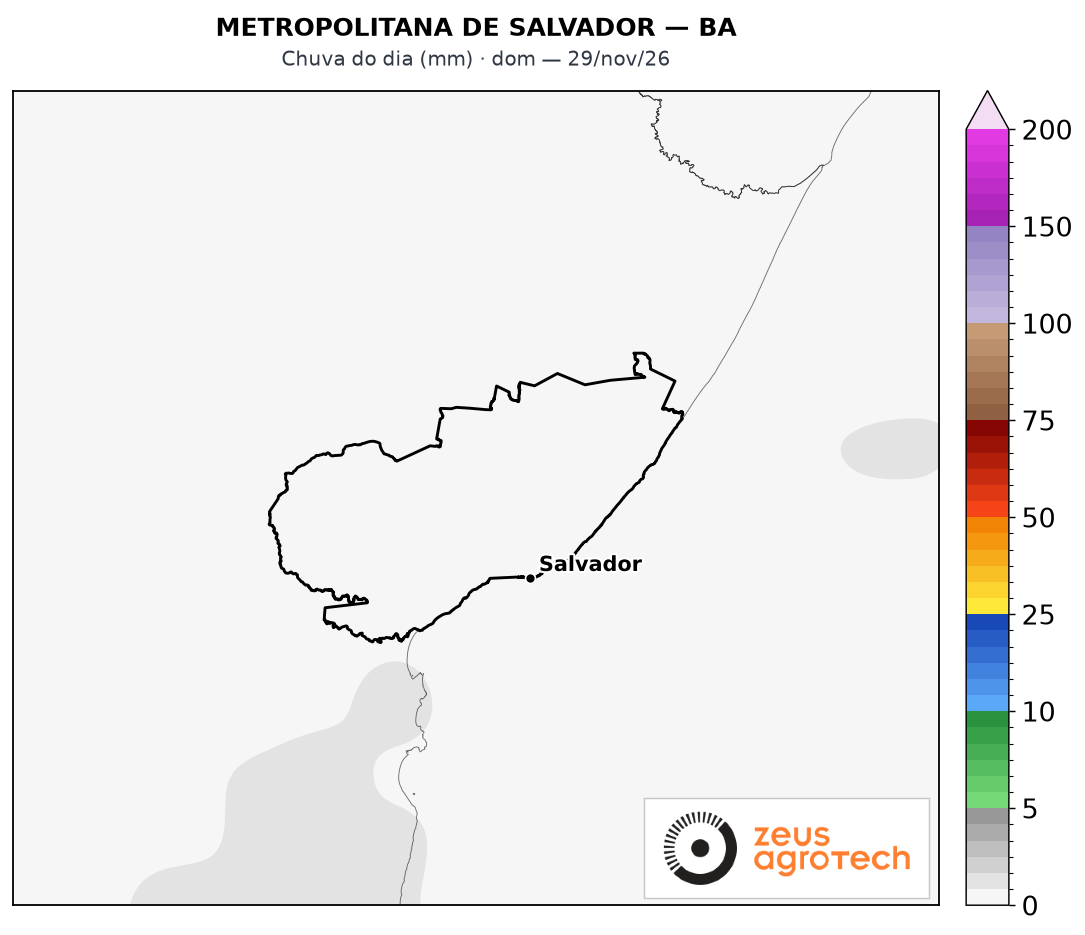 METROPOLITANA DE SALVADOR — BA
Chuva do dia (mm) · dom — 29/nov/26
200
150
100
75
50
25
10
5
0
Salvador
zeus
agrotech